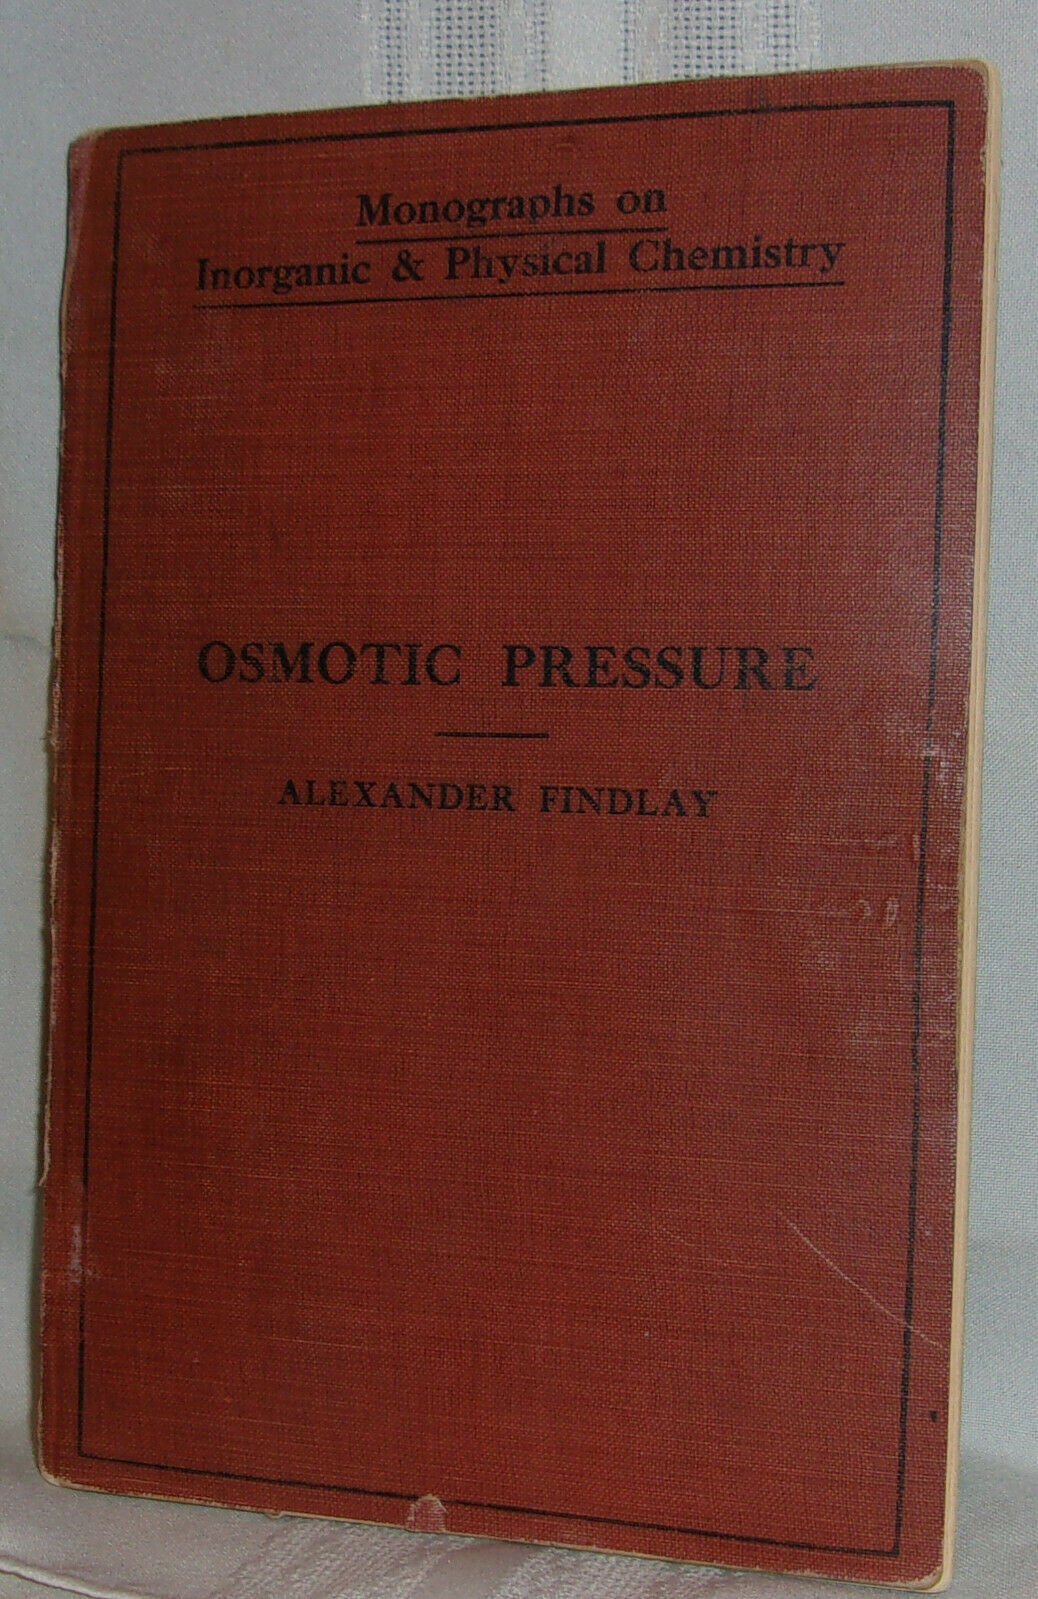 Monographs on
Inorganic & Physical Chemistry
OSMOTIC PRESSURE
ALEXANDER FINDLAY